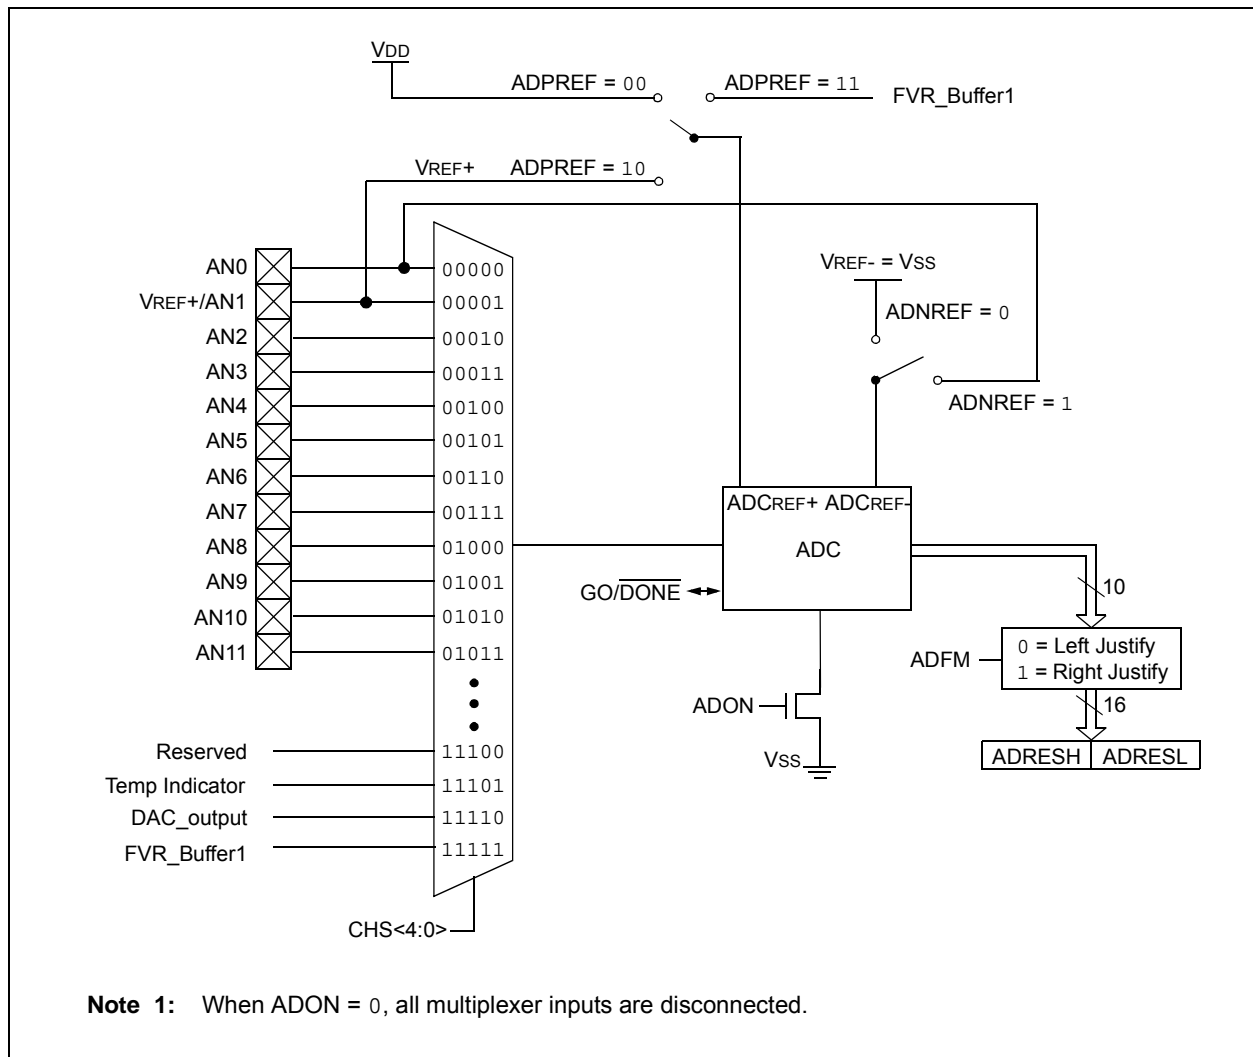 VDD
ADPREF = 00
ADPREF = 11
FVR_Buffer1
VREF+
ADPREF = 10
AN0
VREF+/AN1
AN2
AN3
AN4
AN5
AN6
AN7
AN8
AN9
AN10
AN11
Reserved
Temp Indicator
DAC_output
FVR_Buffer1
00000
00001
00010
00011
00100
00101
00110
00111
01000
01001
01010
01011
11100
11101
11110
11111
CHS<4:0>
VREF- = VSS
ADNREF = 0
ADNREF = 1
ADCREF+ ADCREF-
ADC
GO/DONE
ADON
VSS
10
ADFM
0 = Left Justify
1 = Right Justify
16
ADRESH ADRESL
Note 1: When ADON = 0, all multiplexer inputs are disconnected.